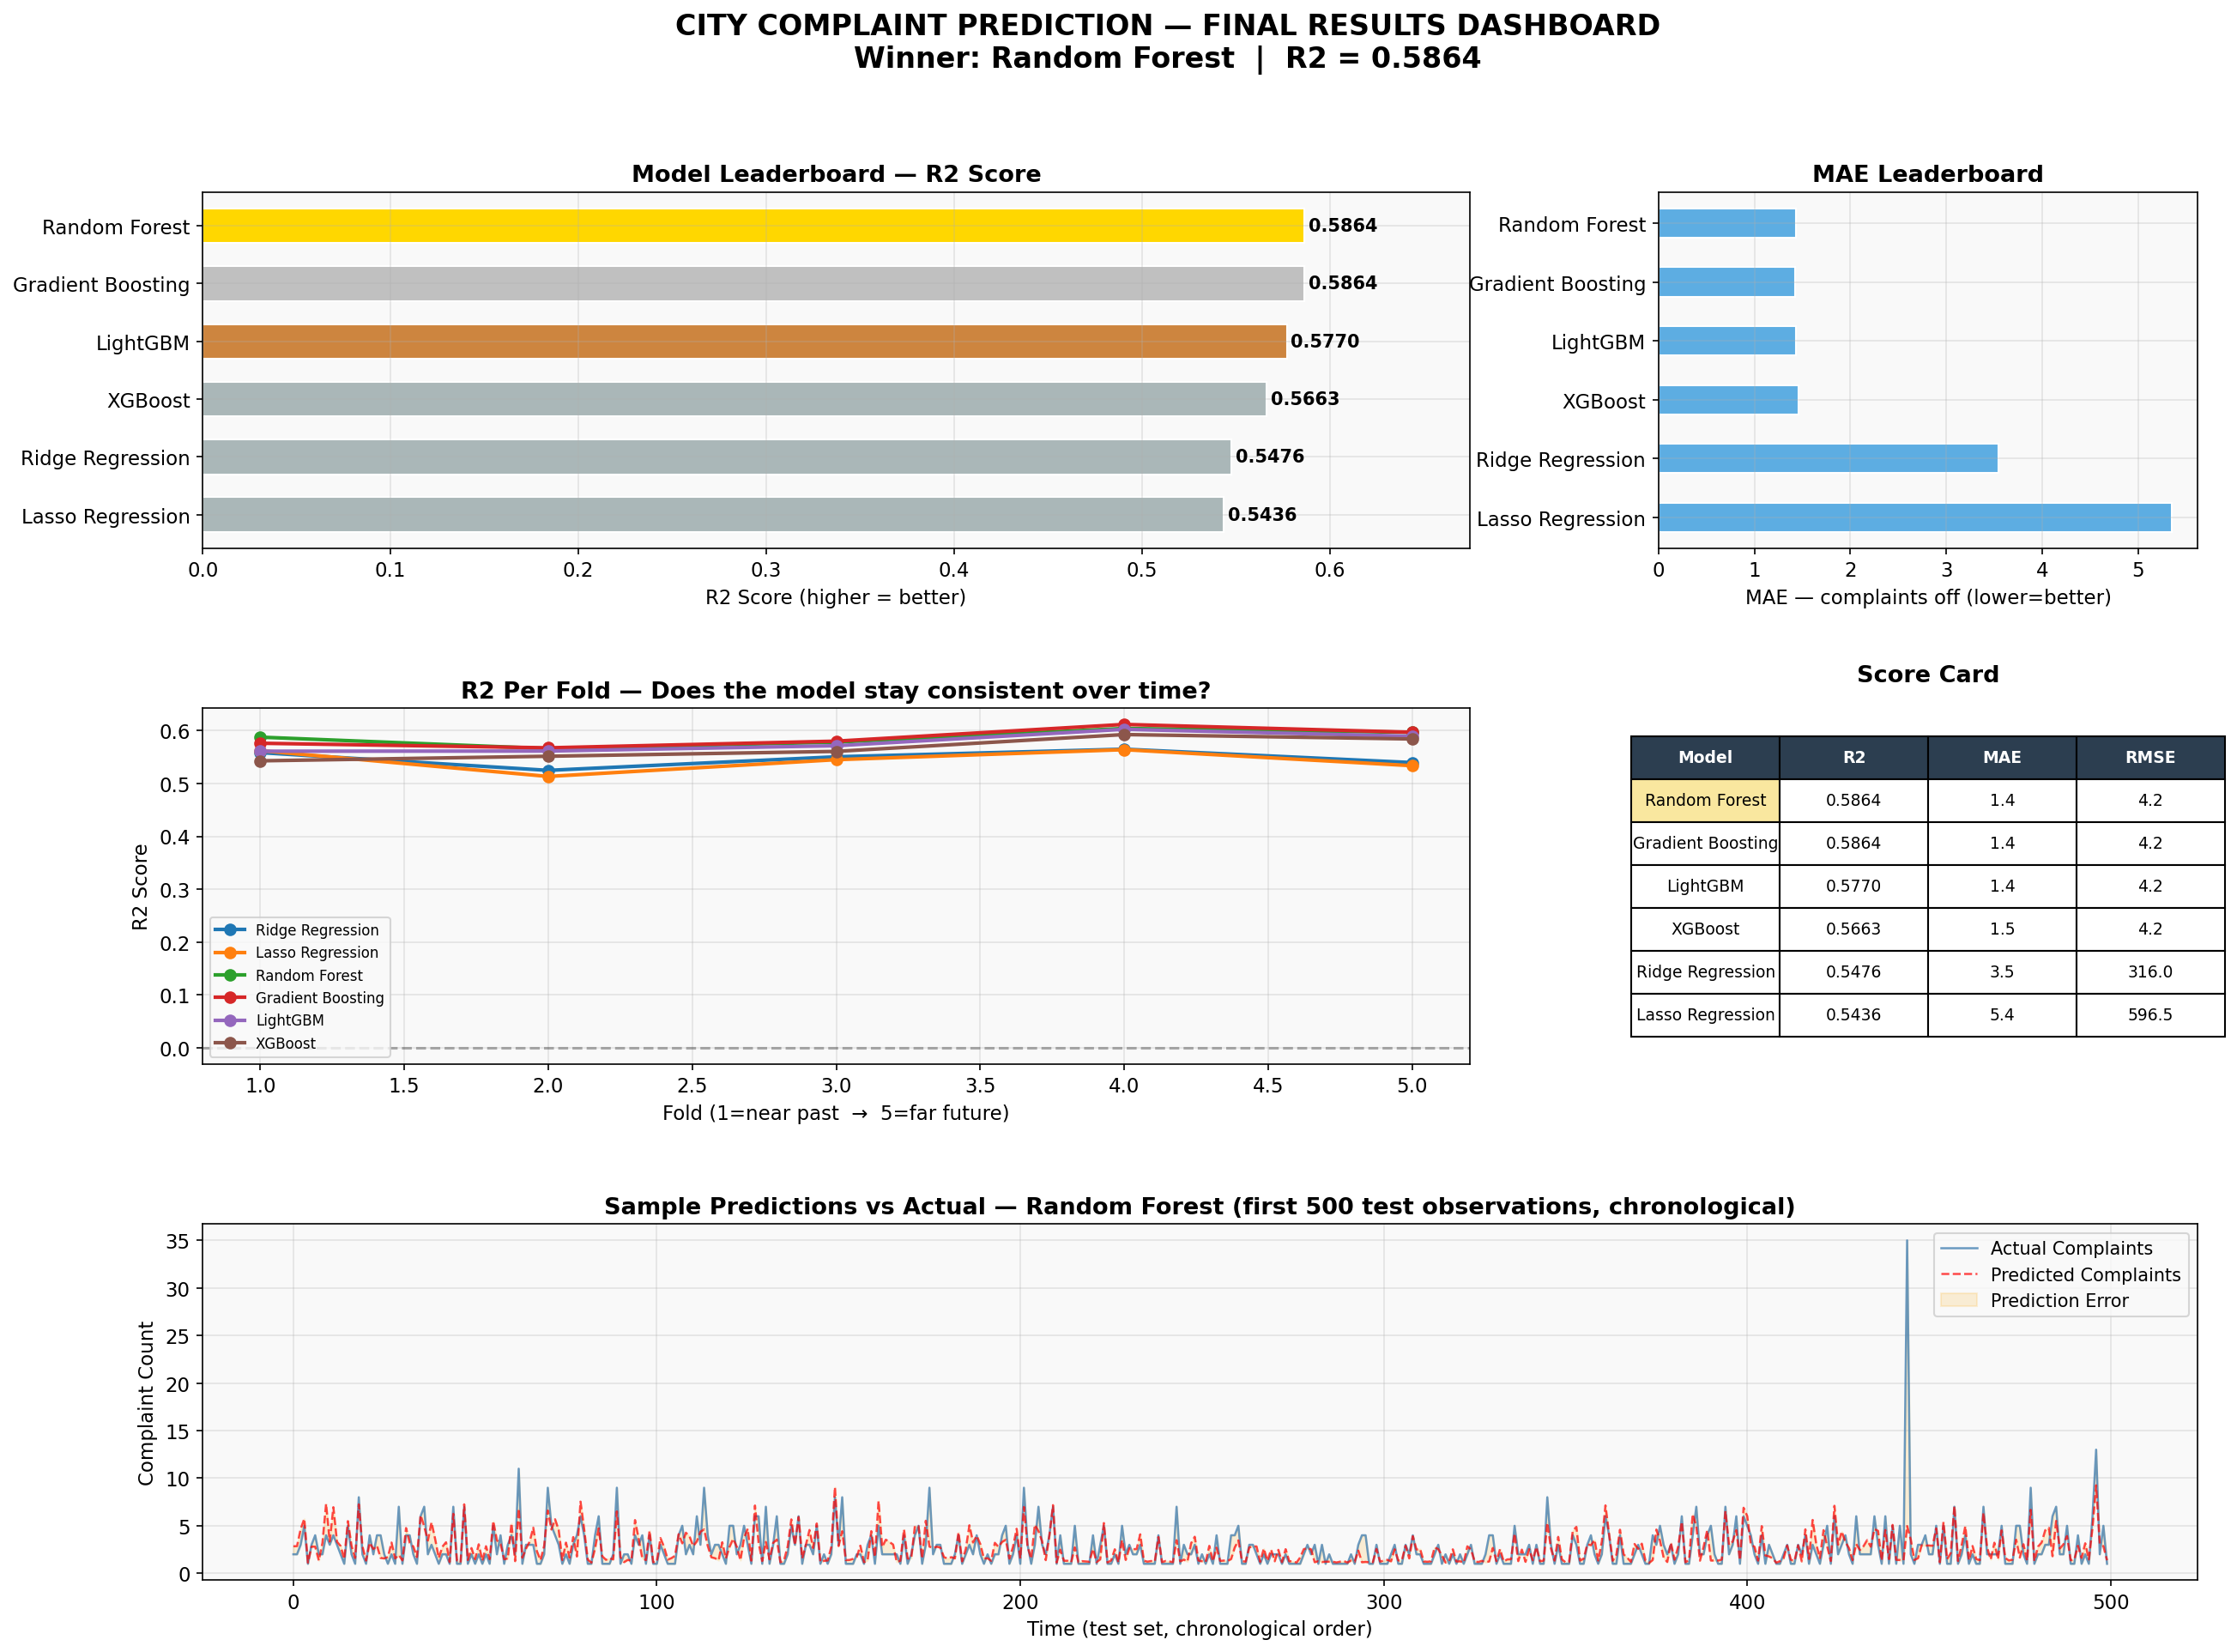 CITY COMPLAINT PREDICTION — FINAL RESULTS DASHBOARD
Winner: Random Forest | R2 = 0.5864
Model Leaderboard — R2 Score
Random Forest
0.5864
Gradient Boosting
0.5864
LightGBM
0.5770
XGBoost
0.5663
Ridge Regression
0.5476
Lasso Regression
0.5436
0.0 0.1 0.2 0.3 0.4 0.5 0.6
R2 Score (higher = better)
MAE Leaderboard
Random Forest
Gradient Boosting
LightGBM
XGBoost
Ridge Regression
Lasso Regression
0 1 2 3 4 5
MAE — complaints off (lower=better)
R2 Per Fold — Does the model stay consistent over time?
R2 Score
0.6
0.5
0.4
0.3
0.2
0.1
0.0
Ridge Regression
Lasso Regression
Random Forest
Gradient Boosting
LightGBM
XGBoost
1.0 1.5 2.0 2.5 3.0 3.5 4.0 4.5 5.0
Fold (1=near past → 5=far future)
Score Card
Model R2 MAE RMSE
Random Forest 0.5864 1.4 4.2
Gradient Boosting 0.5864 1.4 4.2
LightGBM 0.5770 1.4 4.2
XGBoost 0.5663 1.5 4.2
Ridge Regression 0.5476 3.5 316.0
Lasso Regression 0.5436 5.4 596.5
Sample Predictions vs Actual — Random Forest (first 500 test observations, chronological)
Complaint Count
35
30
25
20
15
10
5
0
Actual Complaints
Predicted Complaints
Prediction Error
0 100 200 300 400 500
Time (test set, chronological order)